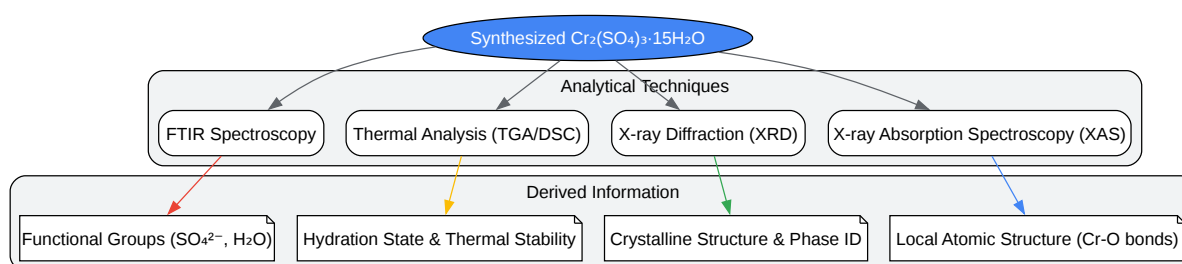 Synthesized Cr₂(SO₄)₃·15H₂O
Analytical Techniques
FTIR Spectroscopy
Thermal Analysis (TGA/DSC)
X-ray Diffraction (XRD)
X-ray Absorption Spectroscopy (XAS)
Derived Information
Functional Groups (SO₄²⁻, H₂O)
Hydration State & Thermal Stability
Crystalline Structure & Phase ID
Local Atomic Structure (Cr-O bonds)